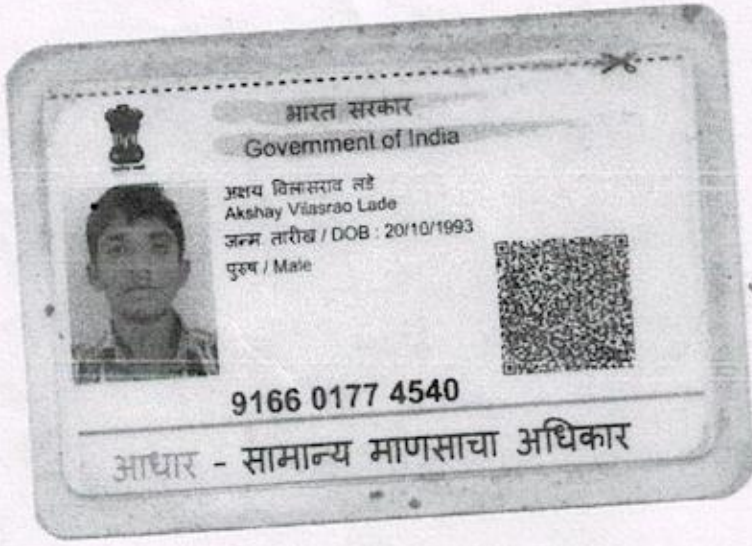 भारत सरकार
Government of India
अक्षय विलासराव लडे
Akshay Vilasrao Lade
जन्म तारीख / DOB : 20/10/1993
पुरुष / Male
9166 0177 4540
आधार - सामान्य माणसाचा अधिकार